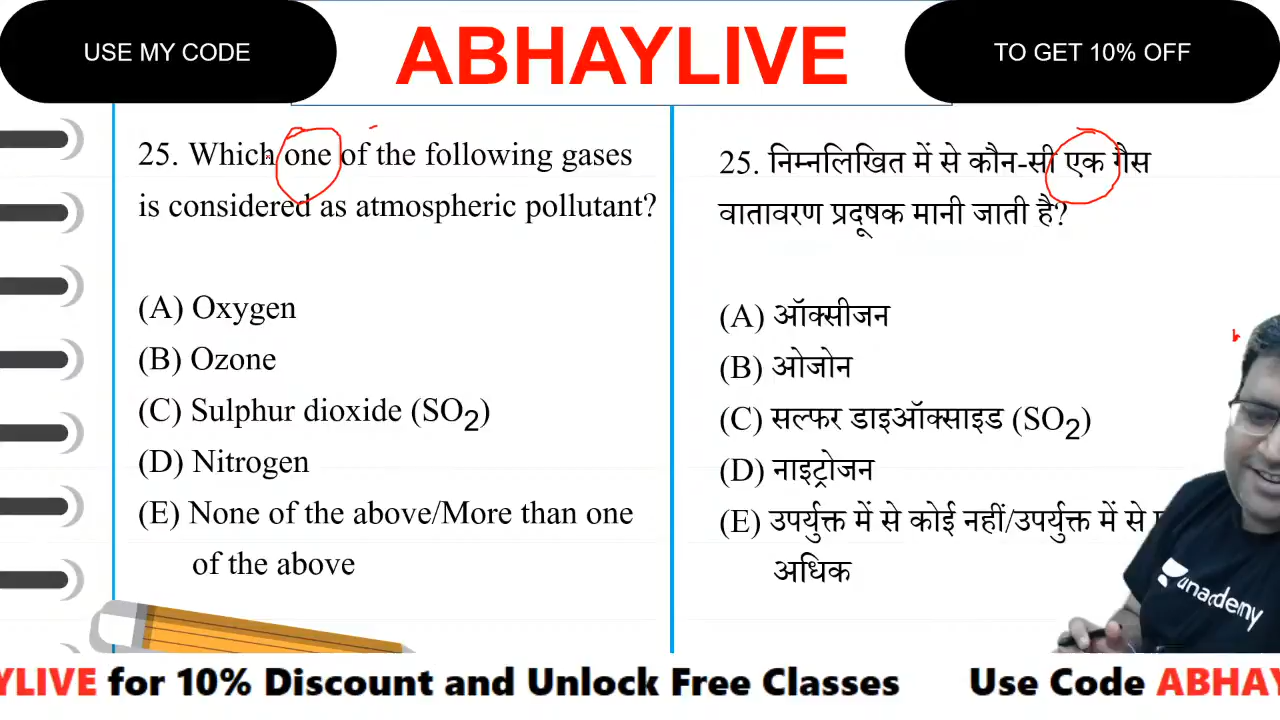 USE MY CODE
ABHAYLIVE
TO GET 10% OFF
25. Which one of the following gases
is considered as atmospheric pollutant?
(A) Oxygen
(B) Ozone
(C) Sulphur dioxide (SO2)
(D) Nitrogen
(E) None of the above/More than one
of the above
25. निम्नलिखित में से कौन-सी एक गैस
वातावरण प्रदूषक मानी जाती है?
(A) ऑक्सीजन
(B) ओजोन
(C) सल्फर डाइऑक्साइड (SO2)
(D) नाइट्रोजन
(E) उपर्युक्त में से कोई नहीं/उपर्युक्त में से
अधिक
unacademy
YLIVE for 10% Discount and Unlock Free Classes Use Code ABHAY